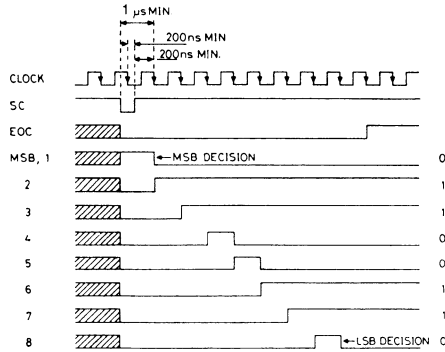 1 μs MIN.
200ns MIN
200ns MIN.
CLOCK
SC
EOC
MSB, 1 ←MSB DECISION 0
2 1
3 1
4 0
5 0
6 1
7 1
8 ←LSB DECISION 0